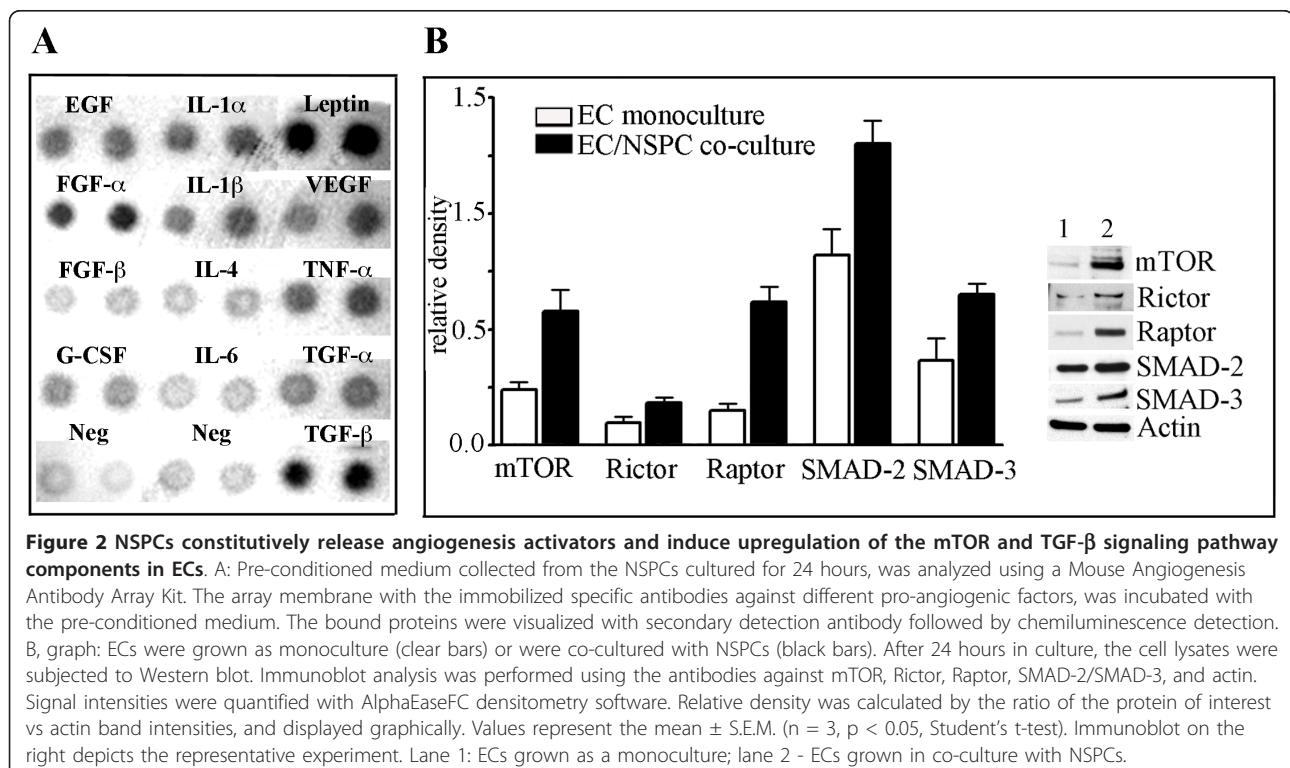 A
EGF IL-1α Leptin
FGF-α IL-1β VEGF
FGF-β IL-4 TNF-α
G-CSF IL-6 TGF-α
Neg Neg TGF-β
B
relative density
1.5
1.5
0.5
0.0
EC monoculture
EC/NSPC co-culture
mTOR Rictor Raptor SMAD-2 SMAD-3
1 2
mTOR
Rictor
Raptor
SMAD-2
SMAD-3
Actin
Figure 2 NSPCs constitutively release angiogenesis activators and induce upregulation of the mTOR and TGF-β signaling pathway
components in ECs. A: Pre-conditioned medium collected from the NSPCs cultured for 24 hours, was analyzed using a Mouse Angiogenesis
Antibody Array Kit. The array membrane with the immobilized specific antibodies against different pro-angiogenic factors, was incubated with
the pre-conditioned medium. The bound proteins were visualized with secondary detection antibody followed by chemiluminescence detection.
B, graph: ECs were grown as monoculture (clear bars) or were co-cultured with NSPCs (black bars). After 24 hours in culture, the cell lysates were
subjected to Western blot. Immunoblot analysis was performed using the antibodies against mTOR, Rictor, Raptor, SMAD-2/SMAD-3, and actin.
Signal intensities were quantified with AlphaEaseFC densitometry software. Relative density was calculated by the ratio of the protein of interest
vs actin band intensities, and displayed graphically. Values represent the mean ± S.E.M. (n = 3, p < 0.05, Student's t-test). Immunoblot on the
right depicts the representative experiment. Lane 1: ECs grown as a monoculture; lane 2 - ECs grown in co-culture with NSPCs.